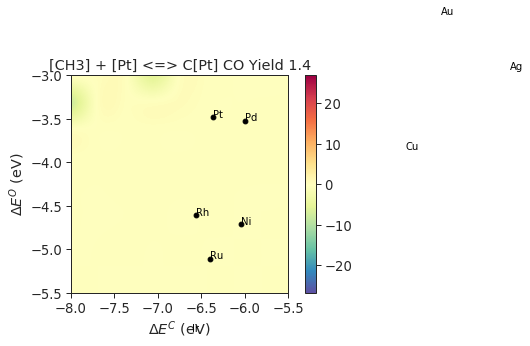 Au
[CH3] + [Pt] <=> C[Pt] CO Yield 1.4
Ag
−3.0
−3.5
−4.0
−4.5
−5.0
−5.5
ΔE^O (eV)
Pt
Pd
Rh
Ni
Ru
Cu
20
10
0
−10
−20
−8.0 −7.5 −7.0 −6.5 −6.0 −5.5
ΔE^C (eV)
Ir